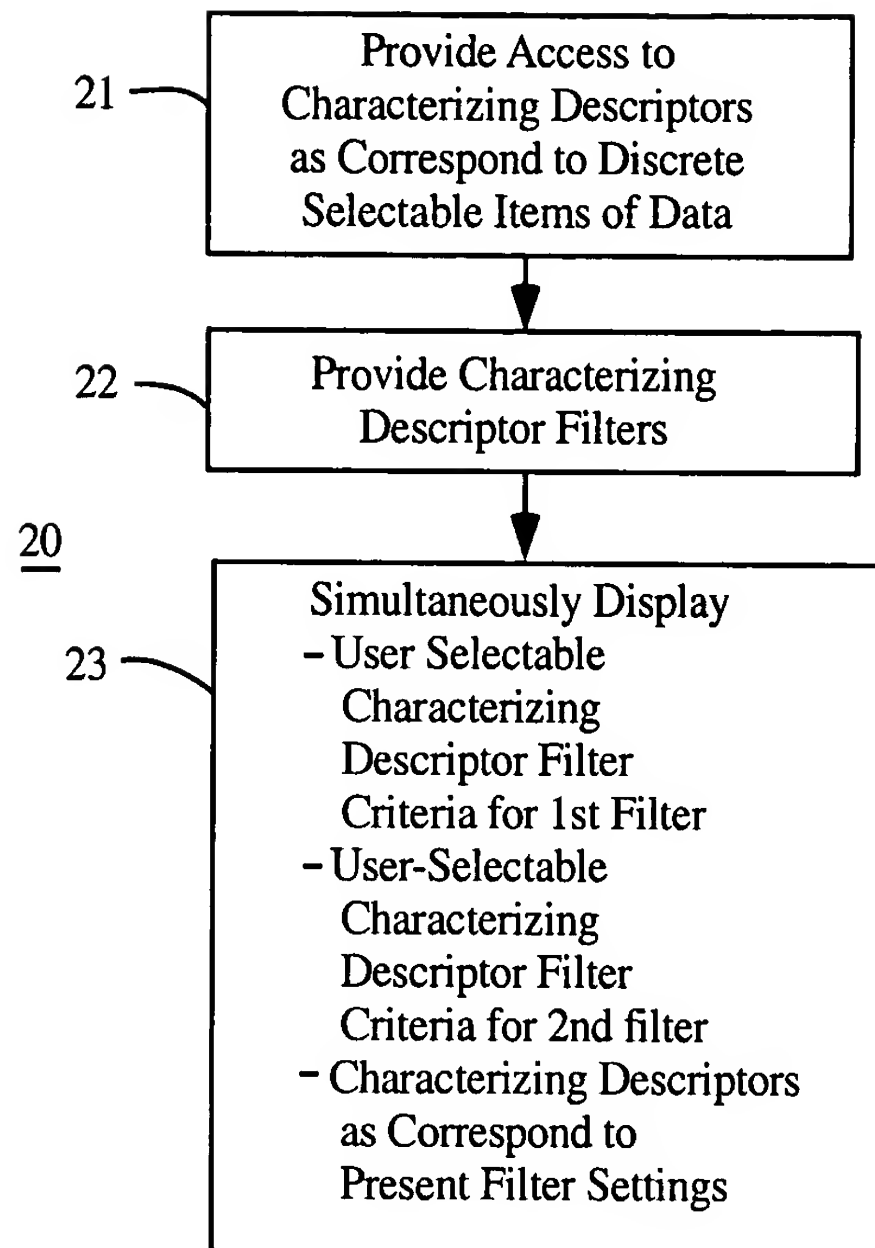 21
Provide Access to
Characterizing Descriptors
as Correspond to Discrete
Selectable Items of Data
22
Provide Characterizing
Descriptor Filters
20
23
Simultaneously Display
- User Selectable
Characterizing
Descriptor Filter
Criteria for 1st Filter
- User-Selectable
Characterizing
Descriptor Filter
Criteria for 2nd filter
- Characterizing Descriptors
as Correspond to
Present Filter Settings